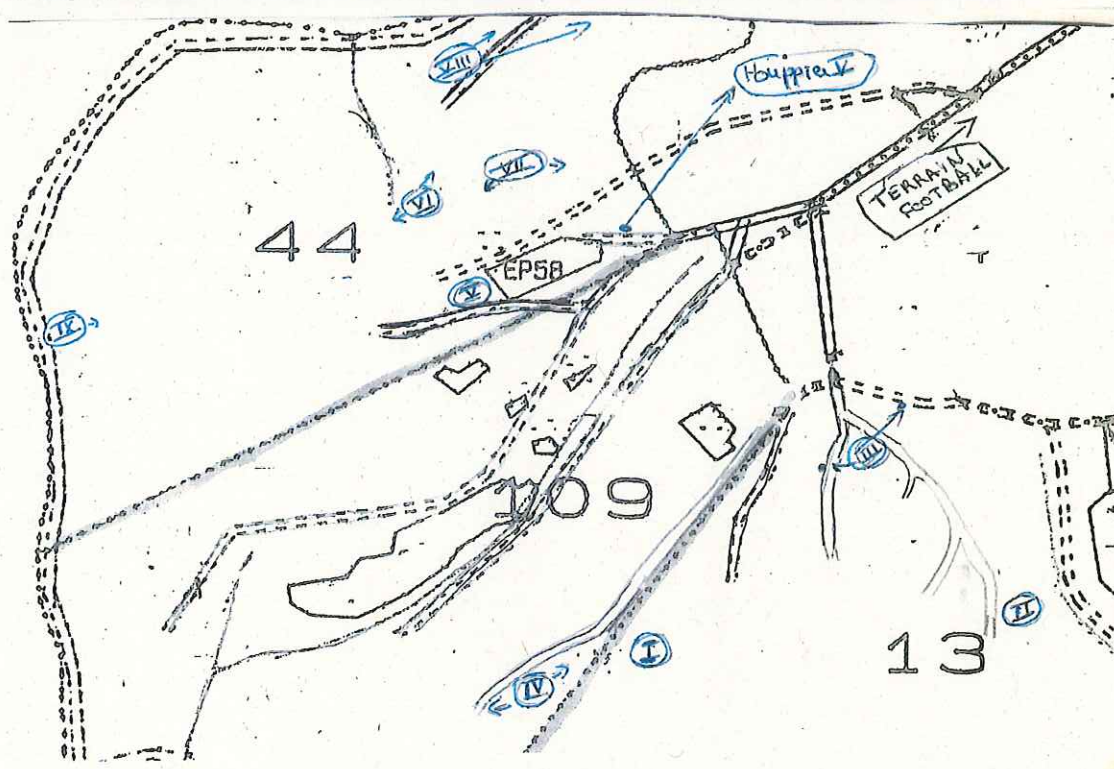 VIII
Houppier V
VII
TERRAIN
FOOTBALL
VI
44
EP58
V
IX
III
109
II
I
13
IV